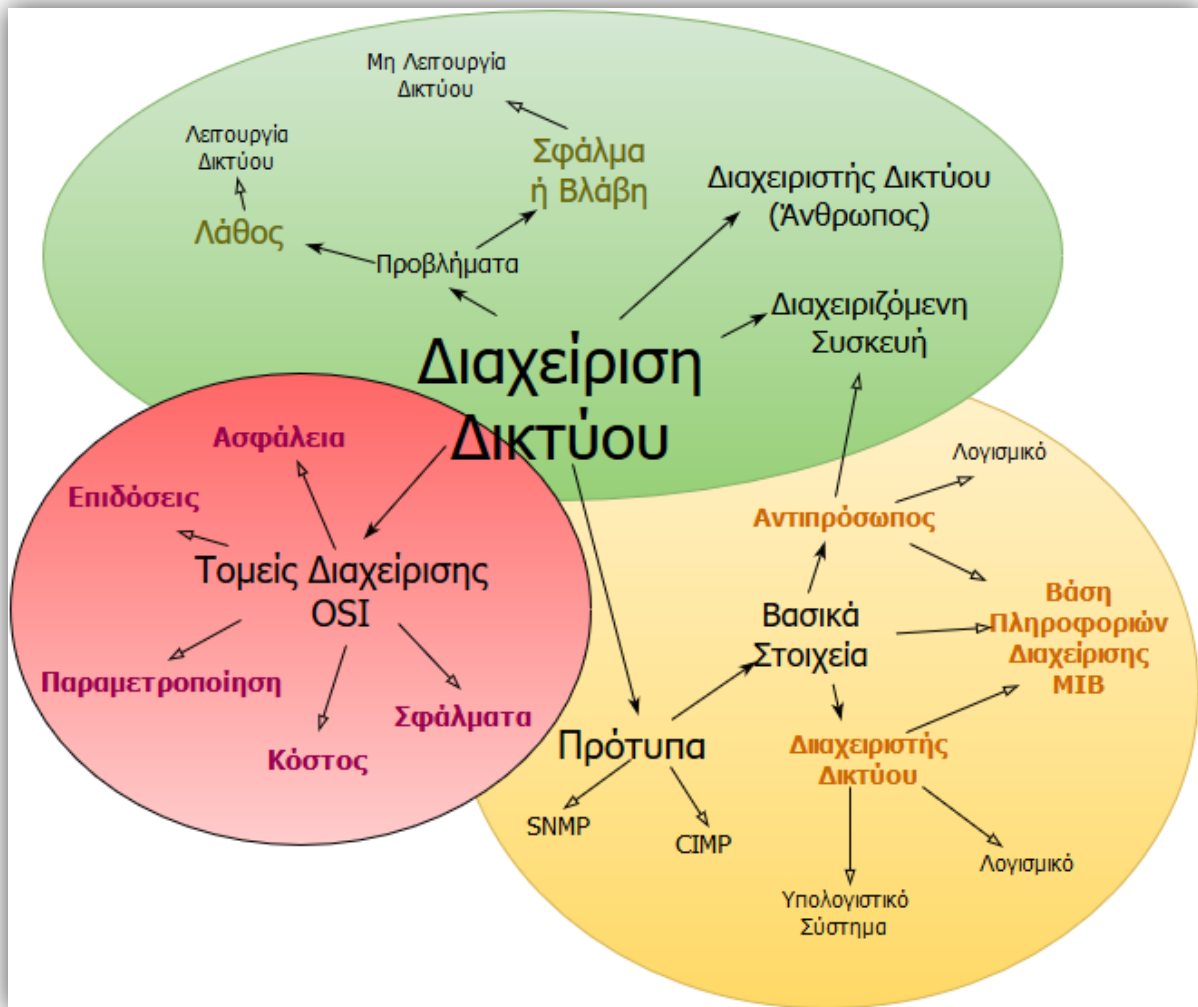 Μη Λειτουργία
Δικτύου
Λειτουργία
Δικτύου
Σφάλμα
ή Βλάβη
Διαχειριστής Δικτύου
(Άνθρωπος)
Λάθος
Προβλήματα
Διαχειριζόμενη
Συσκευή
Διαχείριση
Δικτύου
Ασφάλεια
Επιδόσεις
Τομείς Διαχείρισης
OSI
Παραμετροποίηση
Σφάλματα
Κόστος
Λογισμικό
Αντιπρόσωπος
Βάση
Πληροφοριών
Διαχείρισης
MIB
Βασικά
Στοιχεία
Πρότυπα
Διιαχειριστής
Δικτύου
SNMP
CIMP
Λογισμικό
Υπολογιστικό
Σύστημα